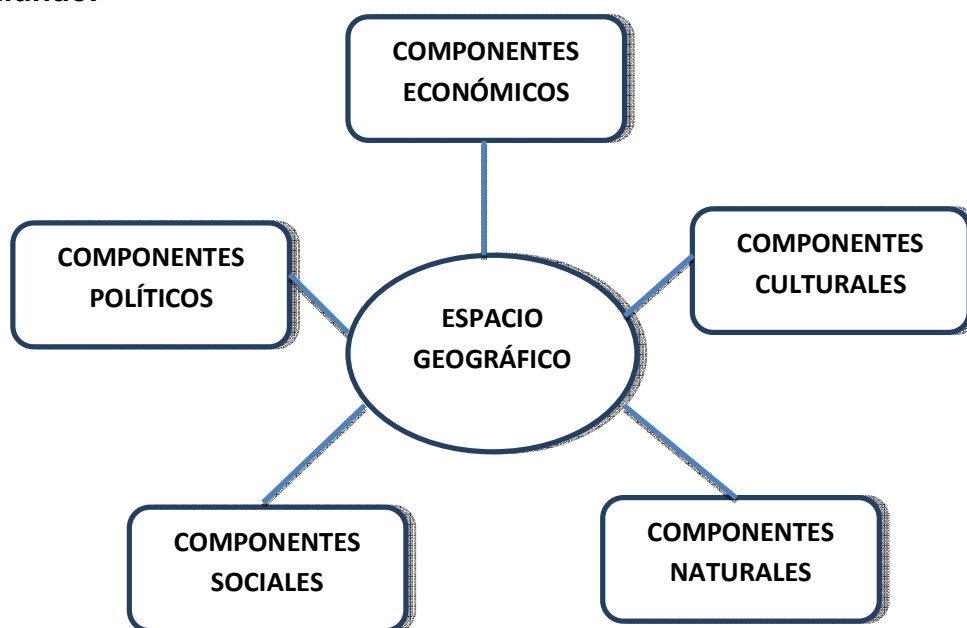 COMPONENTES
ECONÓMICOS
COMPONENTES
POLÍTICOS
COMPONENTES
CULTURALES
ESPACIO
GEOGRÁFICO
COMPONENTES
SOCIALES
COMPONENTES
NATURALES